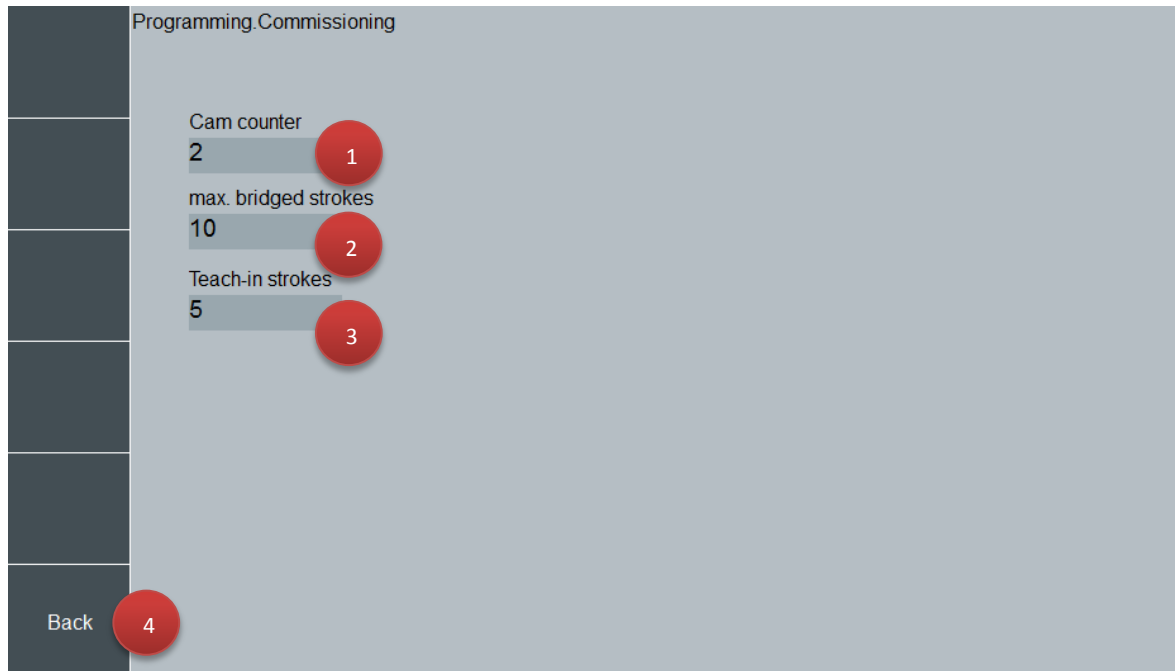 Programming.Commissioning
Cam counter
2
1
max. bridged strokes
10
2
Teach-in strokes
5
3
Back
4